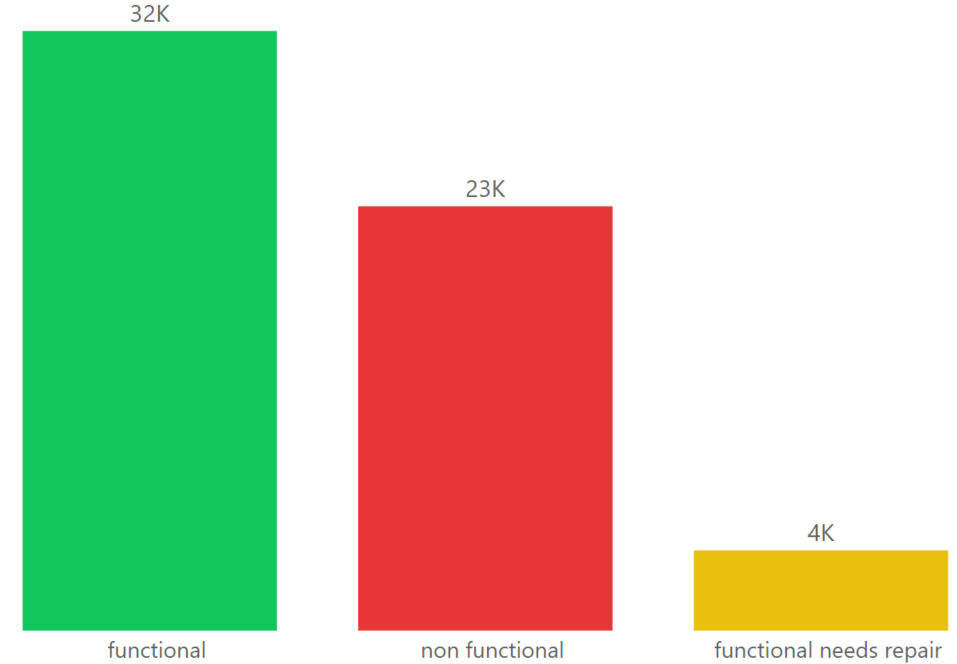 32K
23K
4K
functional
non functional
functional needs repair